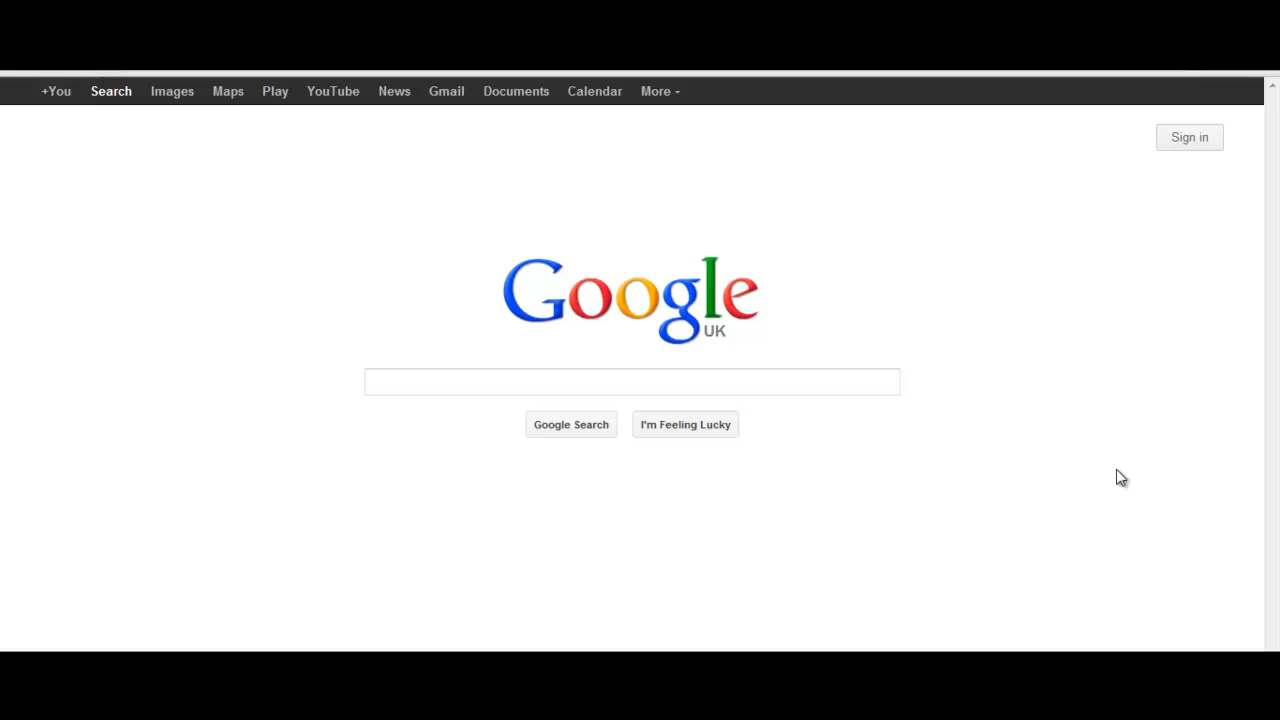 +You Search Images Maps Play YouTube News Gmail Documents Calendar More
Sign in
Google
UK
Google Search I'm Feeling Lucky